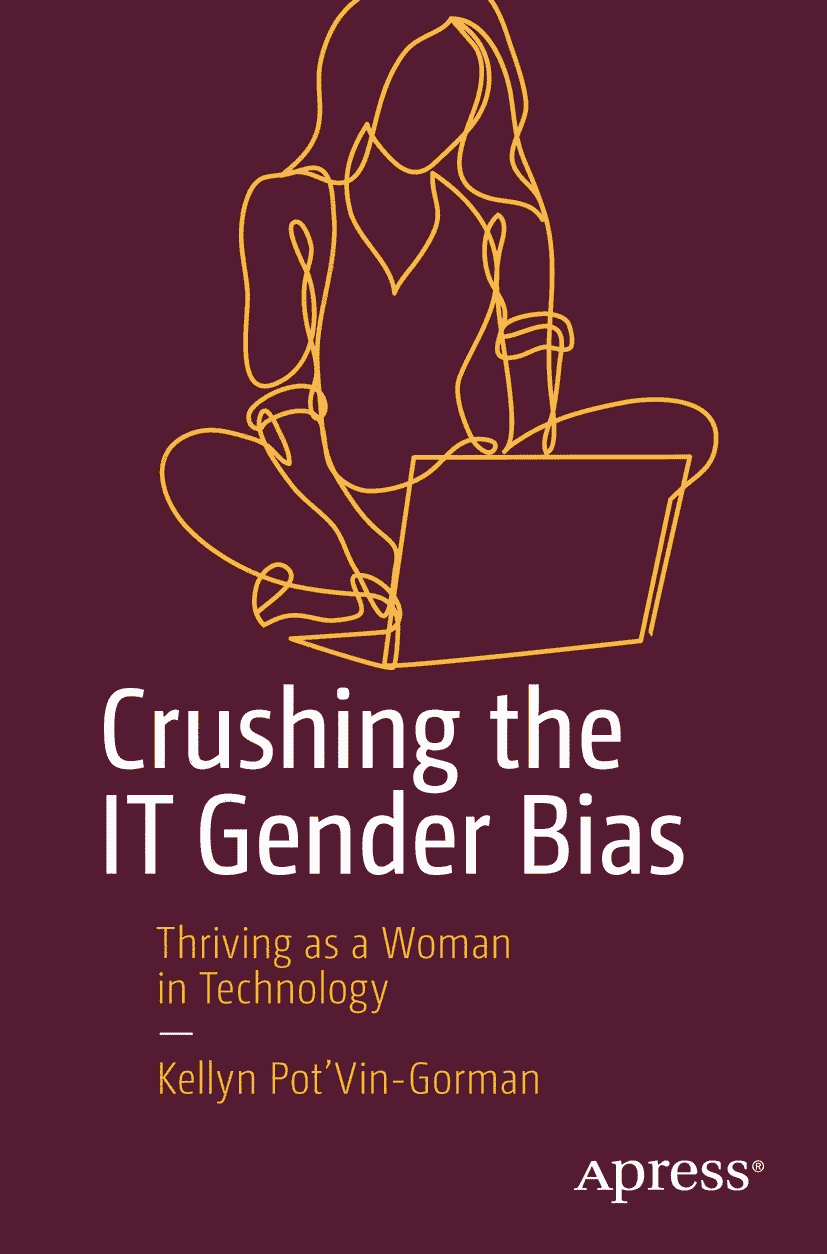 Crushing the
IT Gender Bias
Thriving as a Woman
in Technology
—
Kellyn Pot’Vin-Gorman
Apress®